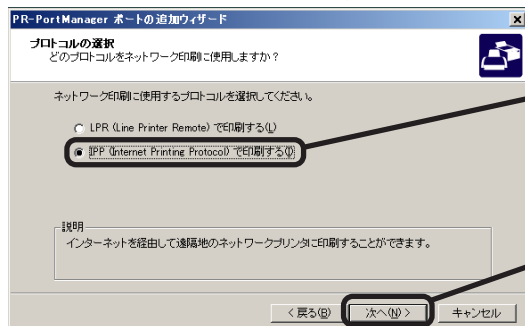 PR-PortManager ポートの追加ウィザード
プロトコルの選択
どのプロトコルをネットワーク印刷に使用しますか?
ネットワーク印刷に使用するプロトコルを選択してください。
LPR (Line Printer Remote) で印刷する(L)
IPP (Internet Printing Protocol) で印刷する(I)
説明
インターネットを経由して遠隔地のネットワークプリンタに印刷することができます。
< 戻る(B)
次へ(N) >
キャンセル